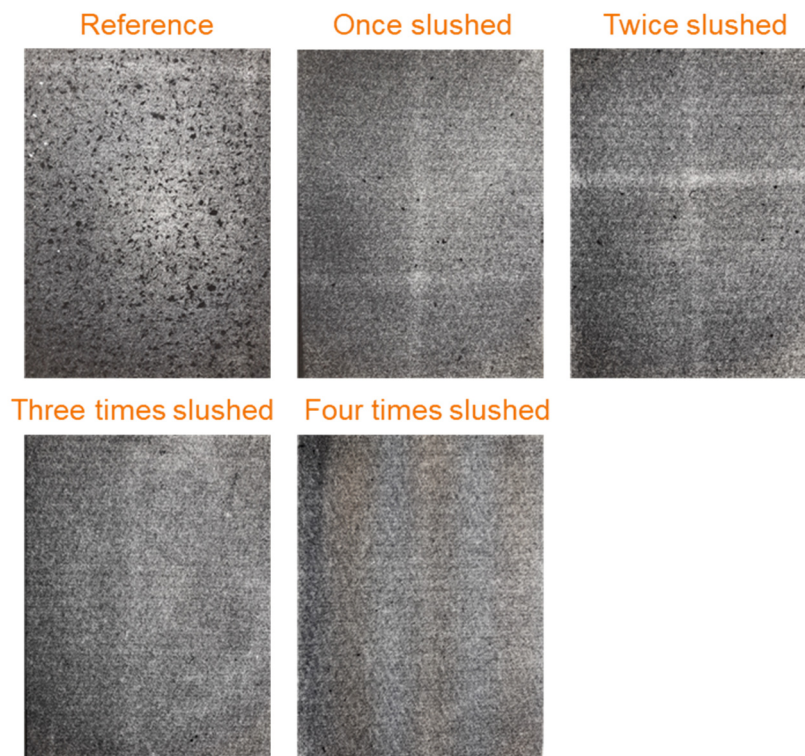 Reference
Once slushed
Twice slushed
Three times slushed
Four times slushed